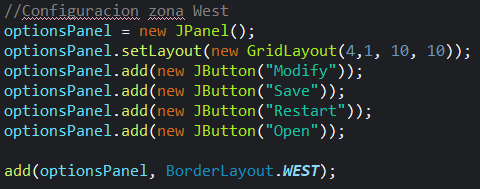 //Configuracion zona West
optionsPanel = new JPanel();
optionsPanel.setLayout(new GridLayout(4,1, 10, 10));
optionsPanel.add(new JButton("Modify"));
optionsPanel.add(new JButton("Save"));
optionsPanel.add(new JButton("Restart"));
optionsPanel.add(new JButton("Open"));
add(optionsPanel, BorderLayout.WEST);